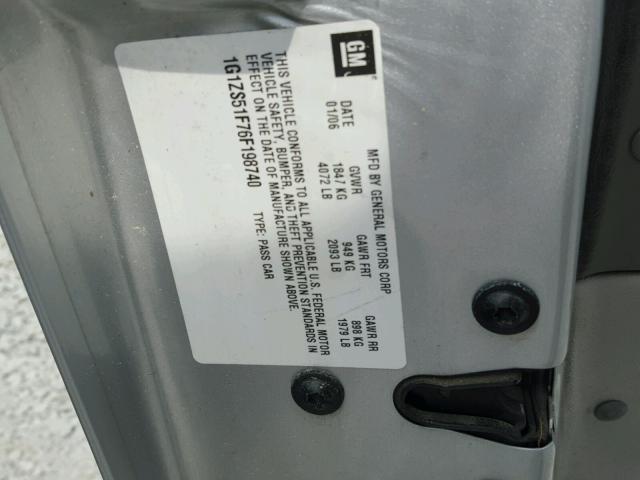 GM
MFD BY GENERAL MOTORS CORP
DATE GVWR GAWR FRT GAWR RR
01/06 1847 KG 949 KG 898 KG
4072 LB 2093 LB 1979 LB
THIS VEHICLE CONFORMS TO ALL APPLICABLE U.S. FEDERAL MOTOR
VEHICLE SAFETY, BUMPER, AND THEFT PREVENTION STANDARDS IN
EFFECT ON THE DATE OF MANUFACTURE SHOWN ABOVE.
1G1ZS51F76F198740 TYPE: PASS CAR